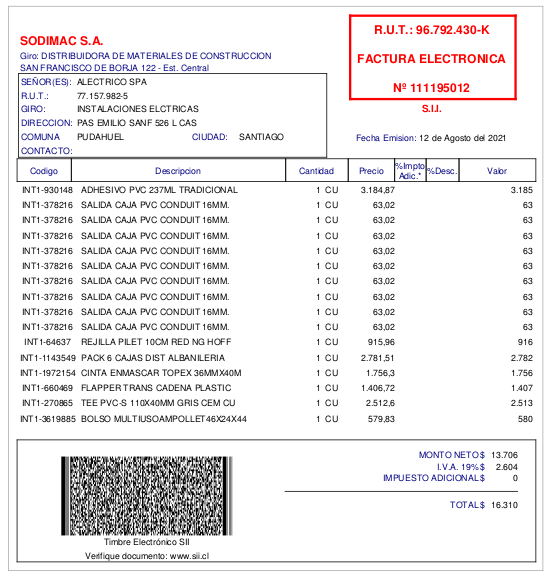 R.U.T.: 96.792.430-K
FACTURA ELECTRONICA
Nº 111195012
S.I.I.
SODIMAC S.A.
Giro: DISTRIBUIDORA DE MATERIALES DE CONSTRUCCION
SAN FRANCISCO DE BORJA 122 - Est. Central
SEÑOR(ES): ALECTRICO SPA
R.U.T.: 77.157.982-5
GIRO: INSTALACIONES ELCTRICAS
DIRECCION: PAS EMILIO SANF 526 L CAS
COMUNA PUDAHUEL CIUDAD: SANTIAGO
CONTACTO:
Fecha Emision: 12 de Agosto del 2021
Codigo Descripcion Cantidad Precio %Impto Adic.* %Desc. Valor
INT1-930148 ADHESIVO PVC 237ML TRADICIONAL 1 CU 3.184,87 3.185
INT1-378216 SALIDA CAJA PVC CONDUIT 16MM. 1 CU 63,02 63
INT1-378216 SALIDA CAJA PVC CONDUIT 16MM. 1 CU 63,02 63
INT1-378216 SALIDA CAJA PVC CONDUIT 16MM. 1 CU 63,02 63
INT1-378216 SALIDA CAJA PVC CONDUIT 16MM. 1 CU 63,02 63
INT1-378216 SALIDA CAJA PVC CONDUIT 16MM. 1 CU 63,02 63
INT1-378216 SALIDA CAJA PVC CONDUIT 16MM. 1 CU 63,02 63
INT1-378216 SALIDA CAJA PVC CONDUIT 16MM. 1 CU 63,02 63
INT1-378216 SALIDA CAJA PVC CONDUIT 16MM. 1 CU 63,02 63
INT1-378216 SALIDA CAJA PVC CONDUIT 16MM. 1 CU 63,02 63
INT1-64637 REJILLA PILET 10CM RED NG HOFF 1 CU 915,96 916
INT1-1143549 PACK 6 CAJAS DIST ALBANILERIA 1 CU 2.781,51 2.782
INT1-1972154 CINTA ENMASCAR TOPEX 36MMX40M 1 CU 1.756,3 1.756
INT1-660469 FLAPPER TRANS CADENA PLASTIC 1 CU 1.406,72 1.407
INT1-270865 TEE PVC-S 110X40MM GRIS CEM CU 1 CU 2.512,6 2.513
INT1-3619885 BOLSO MULTIUSOAMPOLLET46X24X44 1 CU 579,83 580
MONTO NETO $ 13.706
I.V.A. 19% $ 2.604
IMPUESTO ADICIONAL $ 0
TOTAL $ 16.310
Timbre Electrónico SII
Verifique documento: www.sii.cl